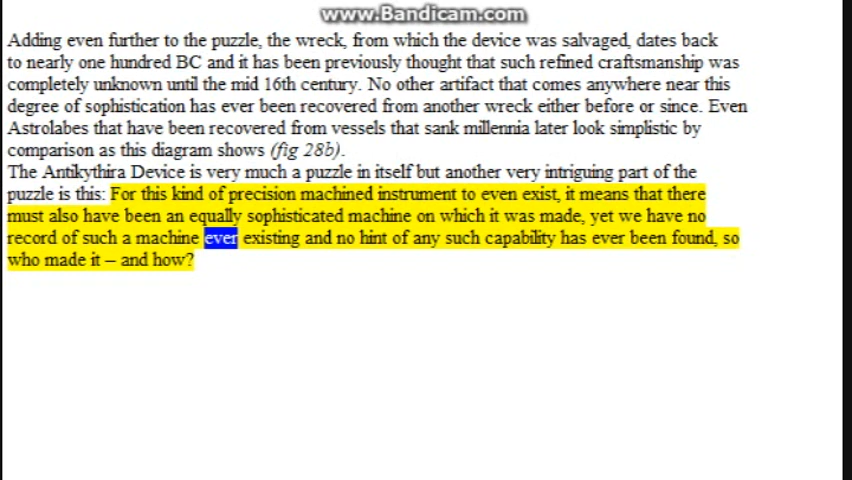 www.Bandicam.com
Adding even further to the puzzle, the wreck, from which the device was salvaged, dates back
to nearly one hundred BC and it has been previously thought that such refined craftsmanship was
completely unknown until the mid 16th century. No other artifact that comes anywhere near this
degree of sophistication has ever been recovered from another wreck either before or since. Even
Astrolabes that have been recovered from vessels that sank millennia later look simplistic by
comparison as this diagram shows (fig 28b).
The Antikythira Device is very much a puzzle in itself but another very intriguing part of the
puzzle is this: For this kind of precision machined instrument to even exist, it means that there
must also have been an equally sophisticated machine on which it was made, yet we have no
record of such a machine ever existing and no hint of any such capability has ever been found, so
who made it – and how?